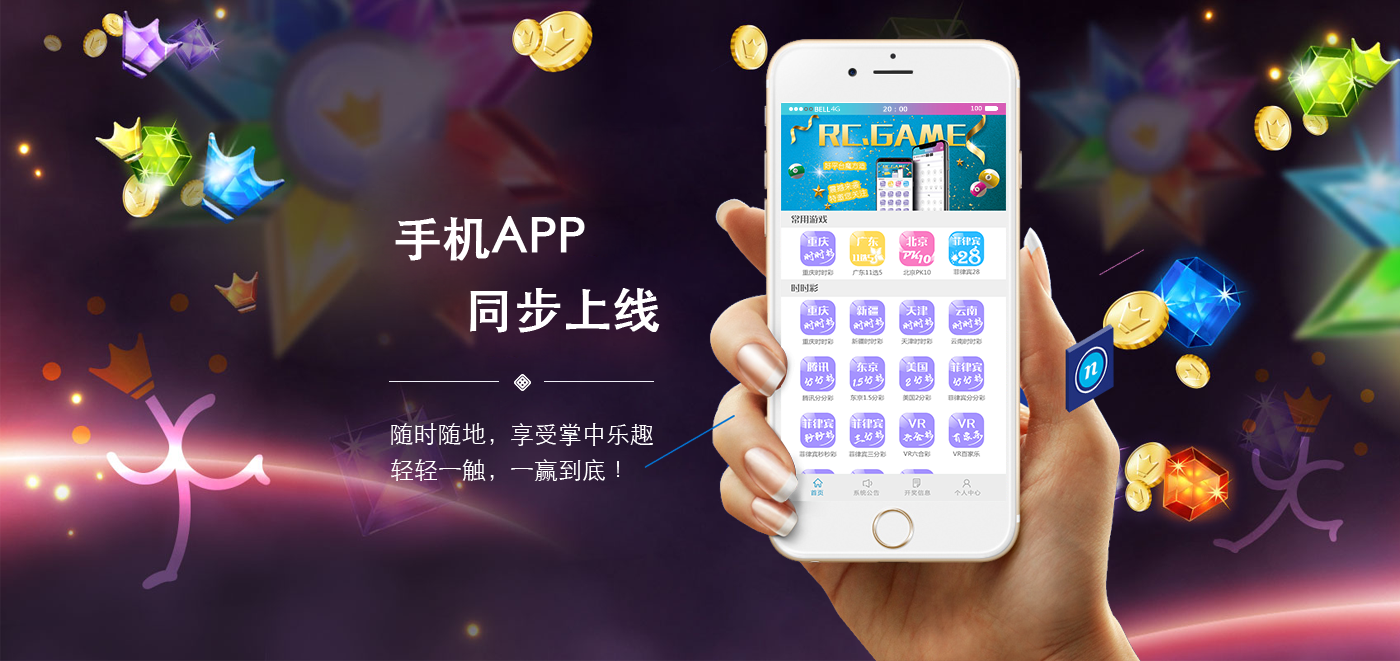 手机APP
同步上线
随时随地，享受掌中乐趣
轻轻一触，一赢到底！
BELL 4G 20：00 100
RC.GAME
常用游戏
重庆 时时彩 广东 11选5 北京 PK10 菲律宾 28
重庆时时彩 广东11选5 北京PK10 菲律宾28
时时彩
重庆 时时彩 新疆 时时彩 天津 时时彩 云南 时时彩
重庆时时彩 新疆时时彩 天津时时彩 云南时时彩
腾讯 分分彩 东京 1.5分彩 美国 2分彩 菲律宾 分分彩
腾讯分分彩 东京1.5分彩 美国2分彩 菲律宾分分彩
菲律宾 秒秒彩 菲律宾 三分彩 VR 六合彩 VR 百家乐
菲律宾秒秒彩 菲律宾三分彩 VR六合彩 VR百家乐
首页 系统公告 开奖信息 个人中心
n